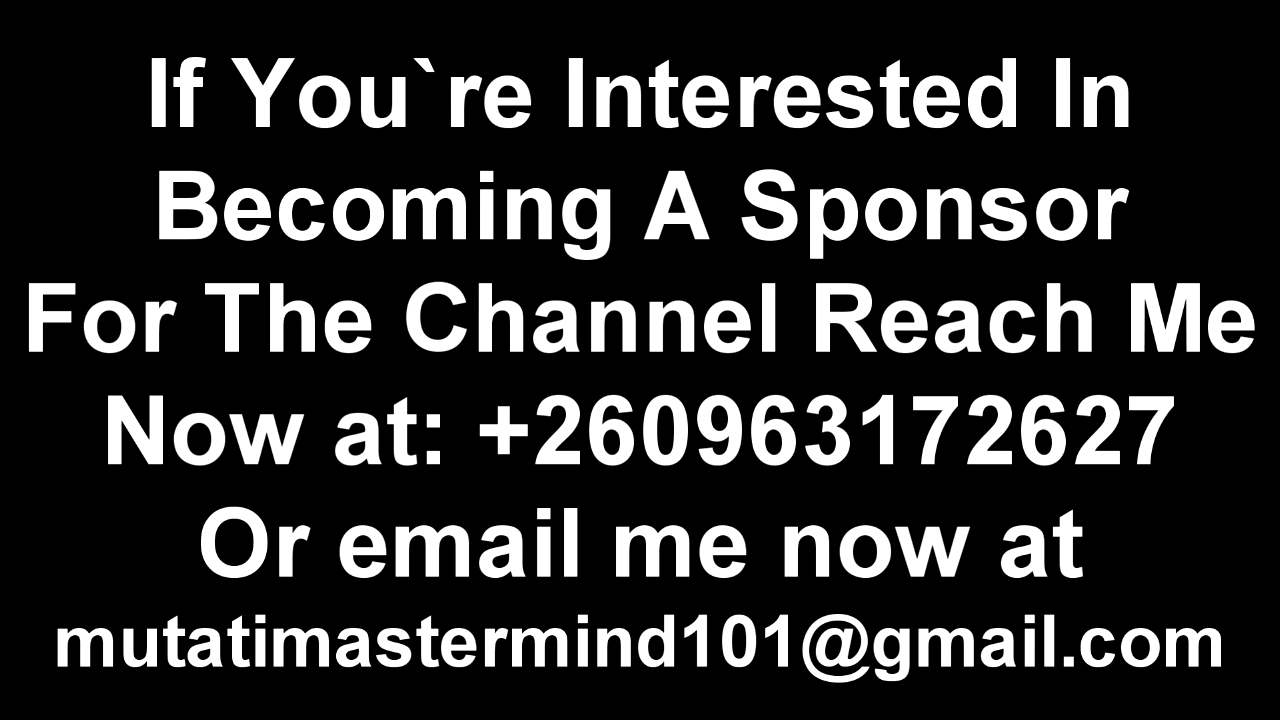 If You`re Interested In
Becoming A Sponsor
For The Channel Reach Me
Now at: +260963172627
Or email me now at
mutatimastermind101@gmail.com